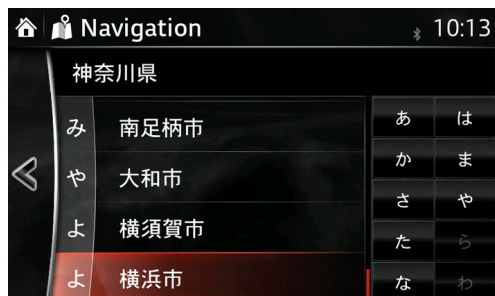 Navigation 10:13
神奈川県
み 南足柄市
や 大和市
よ 横須賀市
よ 横浜市
あ は
か ま
さ や
た ら
な わ